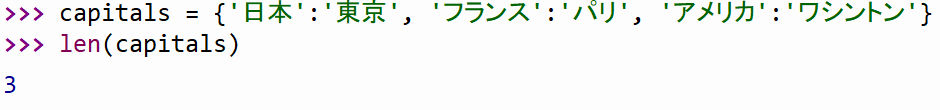 >>> capitals = {'日本':'東京', 'フランス':'パリ', 'アメリカ':'ワシントン'}
>>> len(capitals)
3